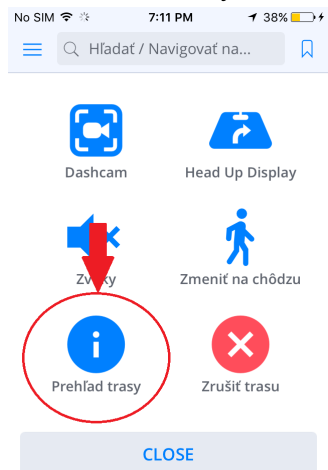 No SIM 7:11 PM 38%
Hľadať / Navigovať na...
Dashcam Head Up Display
Zvuky Zmeniť na chôdzu
Prehľad trasy Zrušiť trasu
CLOSE